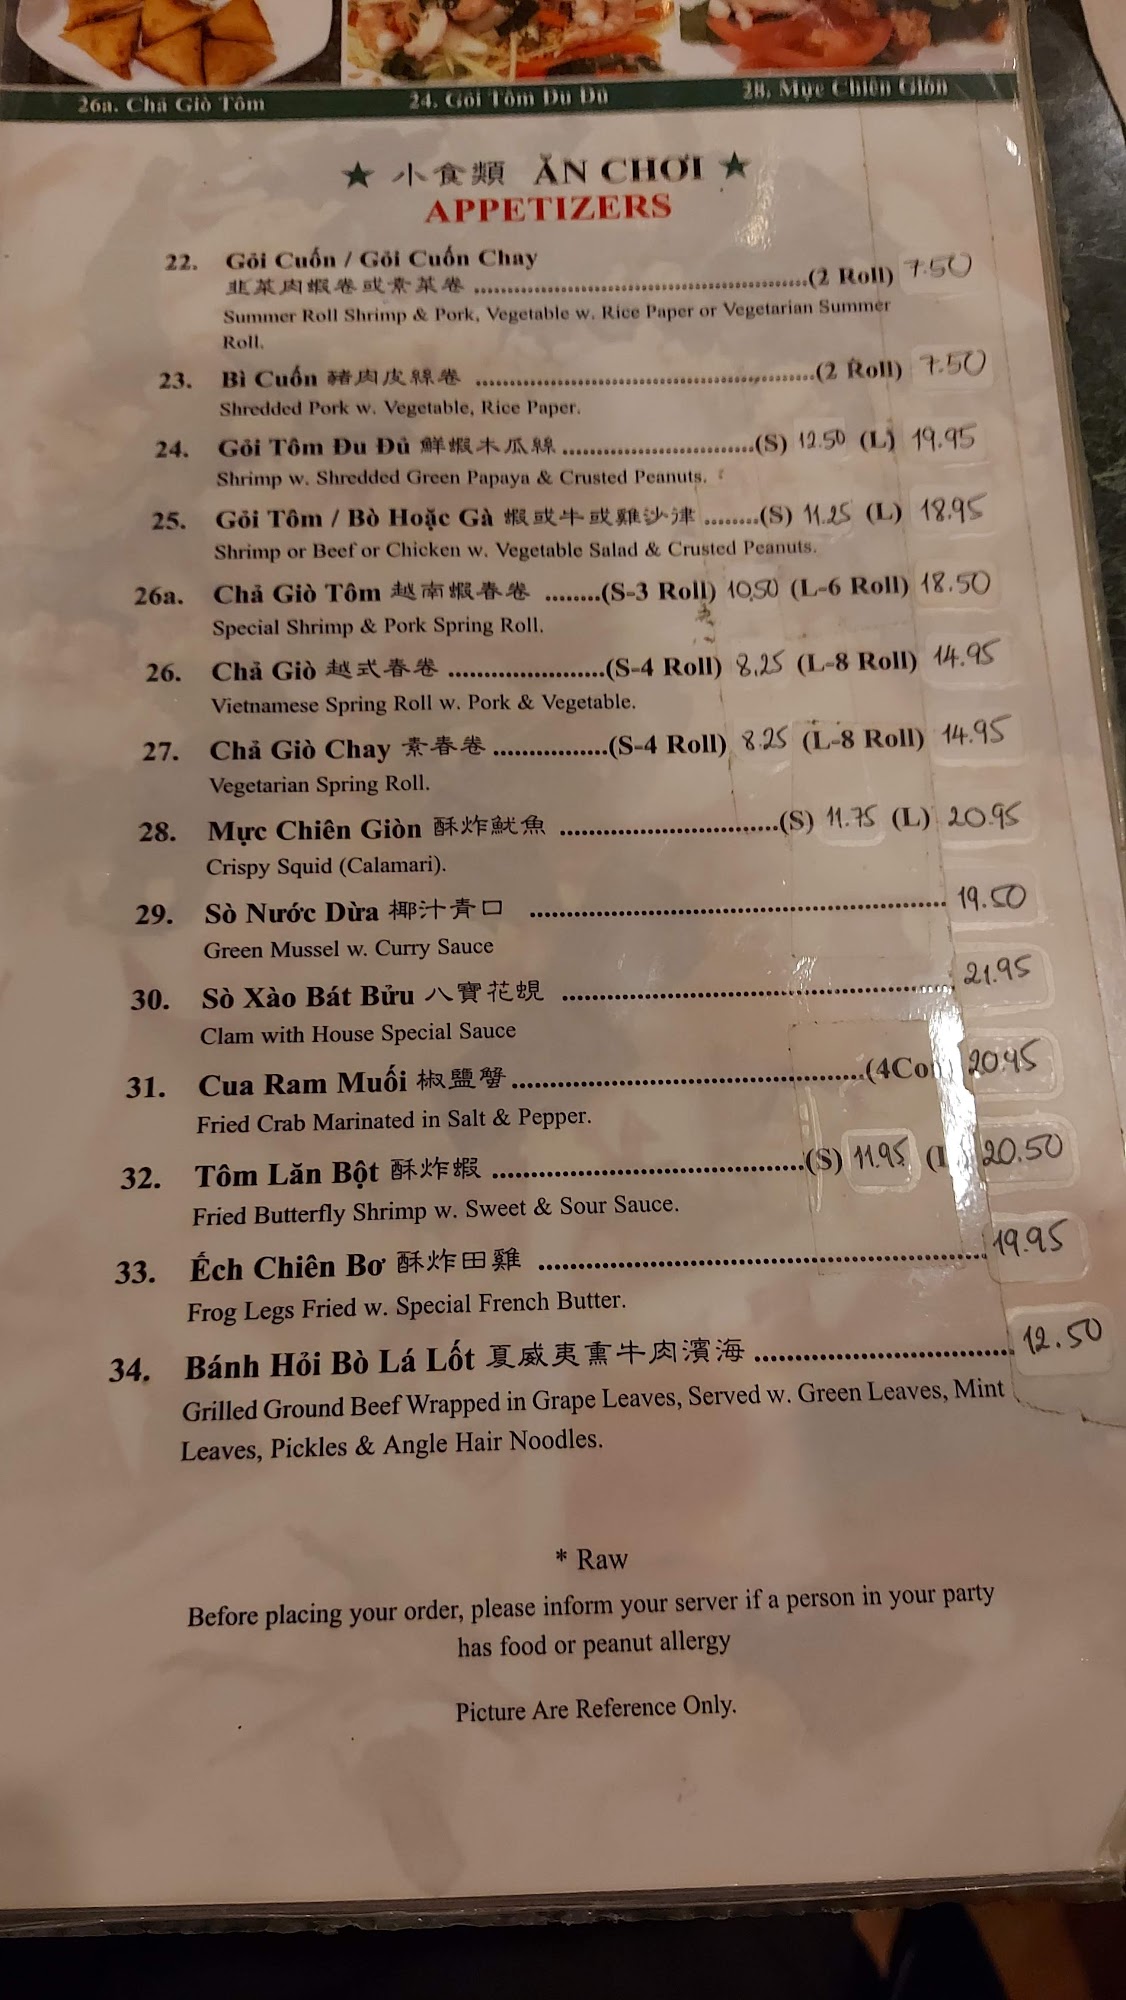 26a. Chả Giò Tôm 24. Gỏi Tôm Đu Đủ 28. Mực Chiên Giòn
★ 小食類 ĂN CHƠI ★
APPETIZERS
22. Gỏi Cuốn / Gỏi Cuốn Chay
韭菜肉蝦卷或素菜卷 ......(2 Roll) 7.50
Summer Roll Shrimp & Pork, Vegetable w. Rice Paper or Vegetarian Summer
Roll.
23. Bì Cuốn 豬肉皮絲卷 ......(2 Roll) 7.50
Shredded Pork w. Vegetable, Rice Paper.
24. Gỏi Tôm Đu Đủ 鮮蝦木瓜絲......(S) 12.50 (L) 19.95
Shrimp w. Shredded Green Papaya & Crusted Peanuts.
25. Gỏi Tôm / Bò Hoặc Gà 蝦或牛或雞沙律 ........(S) 11.25 (L) 18.95
Shrimp or Beef or Chicken w. Vegetable Salad & Crusted Peanuts.
26a. Chả Giò Tôm 越南蝦春卷 ........(S-3 Roll) 10.50 (L-6 Roll) 18.50
Special Shrimp & Pork Spring Roll.
26. Chả Giò 越式春卷 ......(S-4 Roll) 8.25 (L-8 Roll) 14.95
Vietnamese Spring Roll w. Pork & Vegetable.
27. Chả Giò Chay 素春卷......(S-4 Roll) 8.25 (L-8 Roll) 14.95
Vegetarian Spring Roll.
28. Mực Chiên Giòn 酥炸魷魚 ......(S) 11.75 (L) 20.95
Crispy Squid (Calamari).
29. Sò Nước Dừa 椰汁青口 ...... 19.50
Green Mussel w. Curry Sauce
30. Sò Xào Bát Bửu 八寶花蜆 ...... 21.95
Clam with House Special Sauce
31. Cua Ram Muối 椒鹽蟹......(4Co 20.95
Fried Crab Marinated in Salt & Pepper.
32. Tôm Lăn Bột 酥炸蝦 ......(S) 11.95 (L) 20.50
Fried Butterfly Shrimp w. Sweet & Sour Sauce.
33. Ếch Chiên Bơ 酥炸田雞 ...... 19.95
Frog Legs Fried w. Special French Butter.
34. Bánh Hỏi Bò Lá Lốt 夏威夷熏牛肉濱海 ...... 12.50
Grilled Ground Beef Wrapped in Grape Leaves, Served w. Green Leaves, Mint
Leaves, Pickles & Angle Hair Noodles.
* Raw
Before placing your order, please inform your server if a person in your party
has food or peanut allergy
Picture Are Reference Only.